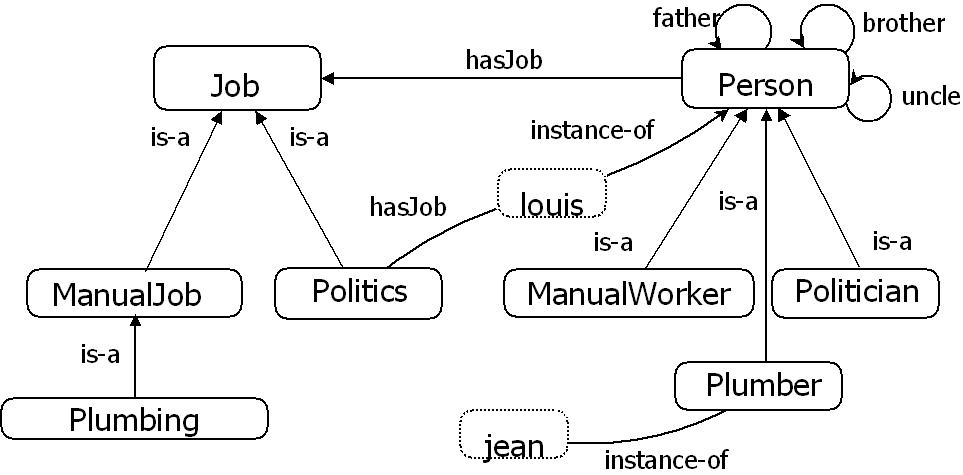 father
brother
hasJob
Job
Person
uncle
is-a
is-a
instance-of
louis
hasJob
is-a
is-a
is-a
ManualJob
Politics
ManualWorker
Politician
is-a
Plumber
Plumbing
jean
instance-of